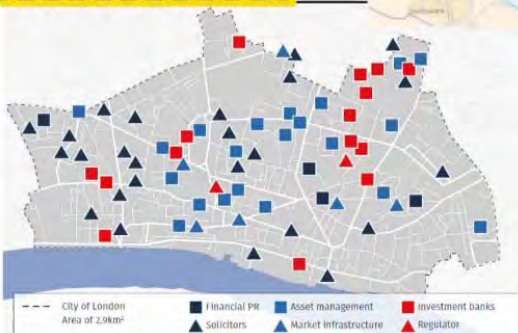 City of London
Area of 2.9km²
Financial PR
Asset management
Investment banks
Solicitors
Market infrastructure
Regulator